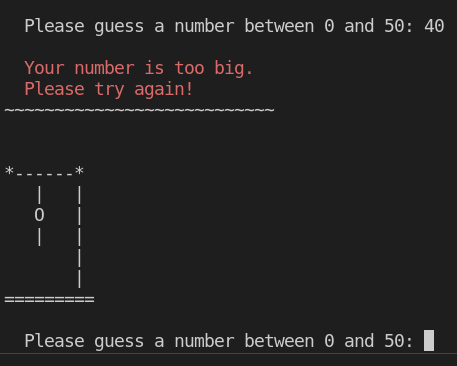 Please guess a number between 0 and 50: 40

  Your number is too big.
  Please try again!
~~~~~~~~~~~~~~~~~~~~~~~~~~~

*------*
   |   |
   O   |
   |   |
       |
       |
=========

  Please guess a number between 0 and 50: